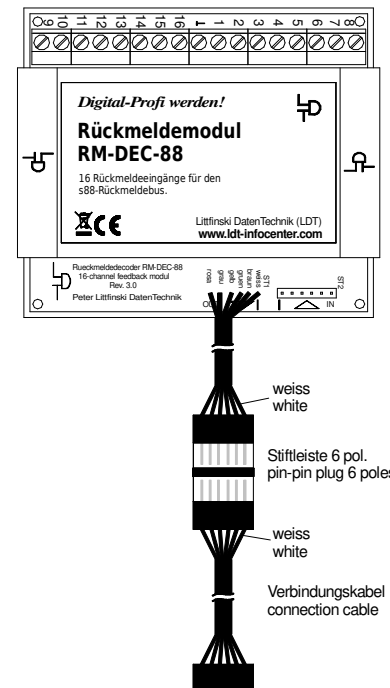 9 10 11 12 13 14 15 16 ⊥ 1 2 3 4 5 6 7 8
Digital-Profi werden!
Rückmeldemodul
RM-DEC-88
16 Rückmeldeeingänge für den
s88-Rückmeldebus.
CE
Littfinski DatenTechnik (LDT)
www.ldt-infocenter.com
Rueckmeldedecoder RM-DEC-88
16-channel feedback modul
Rev. 3.0
Peter Littfinski DatenTechnik
rosa
grau
gelb
gruen
braun
weiss
ST1
ST2
IN
weiss
white
Stiftleiste 6 pol.
pin-pin plug 6 poles
weiss
white
Verbindungskabel
connection cable